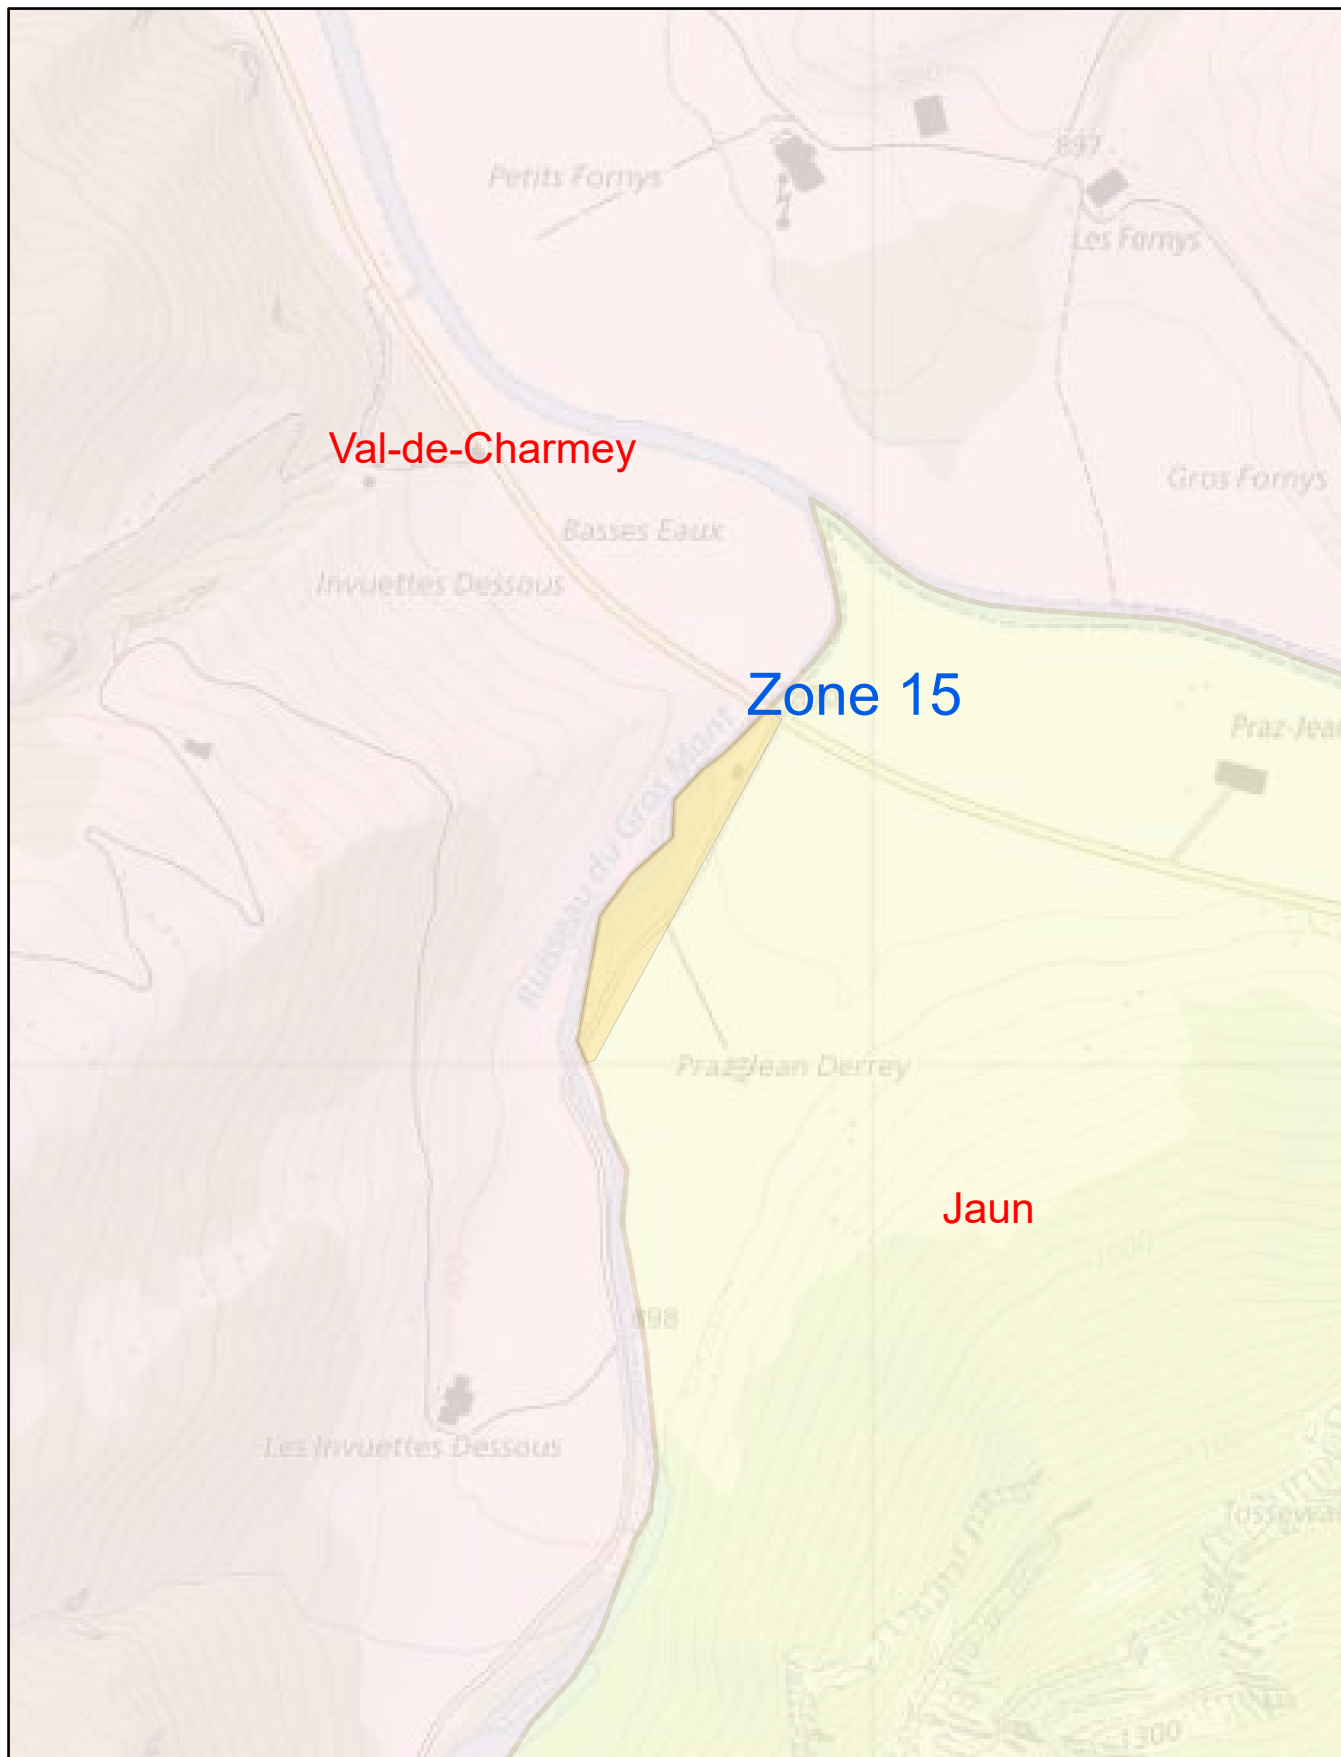 Petits Fornys
897
Les Fornys
Val-de-Charmey
Gros Fornys
Basses Eaux
Invuettes Dessous
Zone 15
Praz-Jean
Ruisseau du Gros Mont
Praz-Jean Derrey
Jaun
1000
898
Les Invuettes Dessous
1300